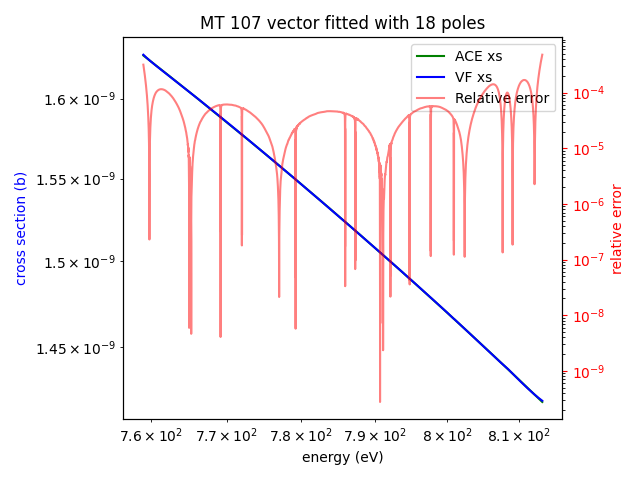 MT 107 vector fitted with 18 poles
ACE xs
VF xs
Relative error
cross section (b)
1.6 × 10⁻⁹
1.55 × 10⁻⁹
1.5 × 10⁻⁹
1.45 × 10⁻⁹
10⁻⁴
10⁻⁵
10⁻⁶
10⁻⁷
10⁻⁸
10⁻⁹
relative error
7.6 × 10² 7.7 × 10² 7.8 × 10² 7.9 × 10² 8 × 10² 8.1 × 10²
energy (eV)